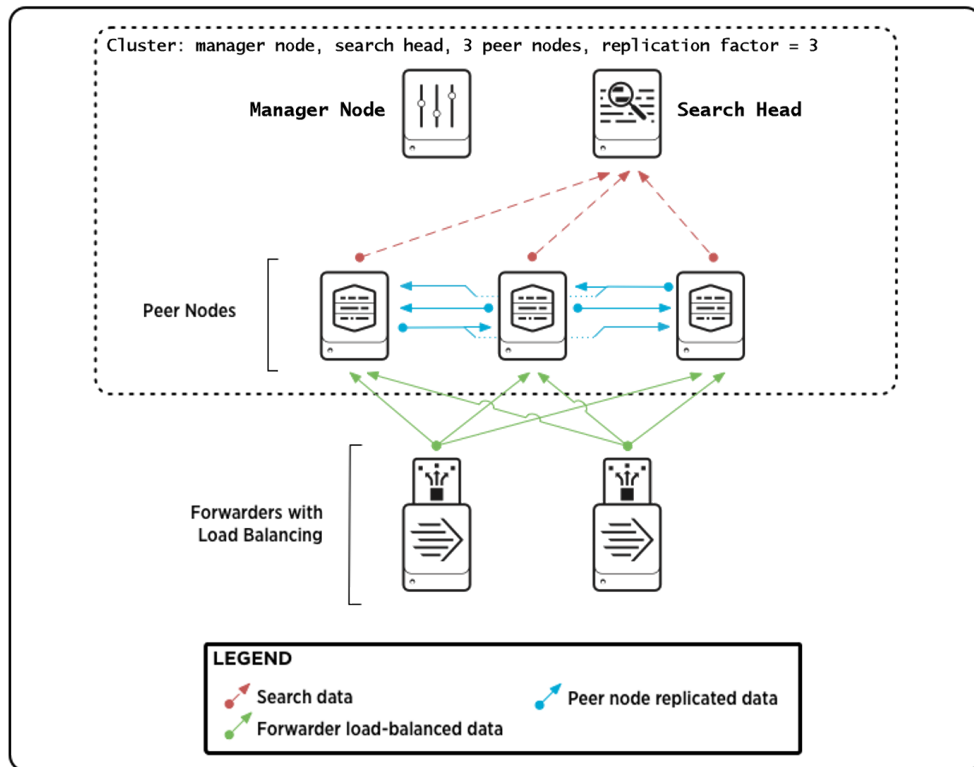 Cluster: manager node, search head, 3 peer nodes, replication factor = 3
Manager Node
Search Head
Peer Nodes
Forwarders with
Load Balancing
LEGEND
Search data
Peer node replicated data
Forwarder load-balanced data